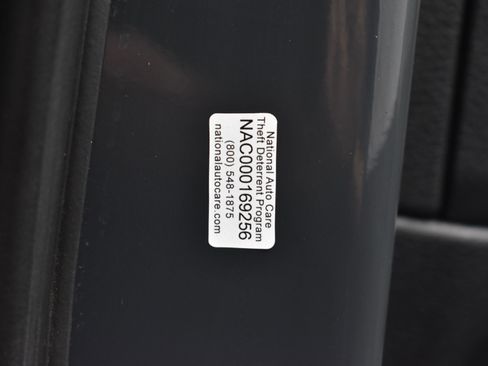 National Auto Care
Theft Deterrent Program
NAC000169256
(800) 548-1875
nationalautocare.com